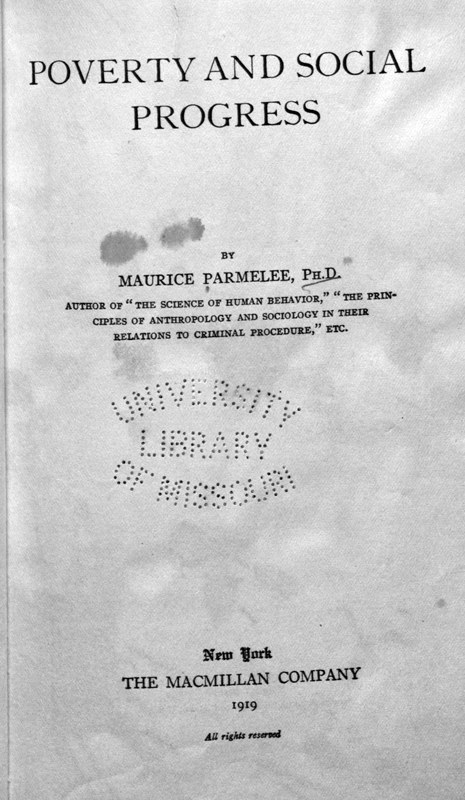 POVERTY AND SOCIAL
PROGRESS
BY
MAURICE PARMELEE, PH.D.
AUTHOR OF "THE SCIENCE OF HUMAN BEHAVIOR," "THE PRIN-
CIPLES OF ANTHROPOLOGY AND SOCIOLOGY IN THEIR
RELATIONS TO CRIMINAL PROCEDURE," ETC.
UNIVERSITY
LIBRARY
OF MISSOURI
New York
THE MACMILLAN COMPANY
1919
All rights reserved